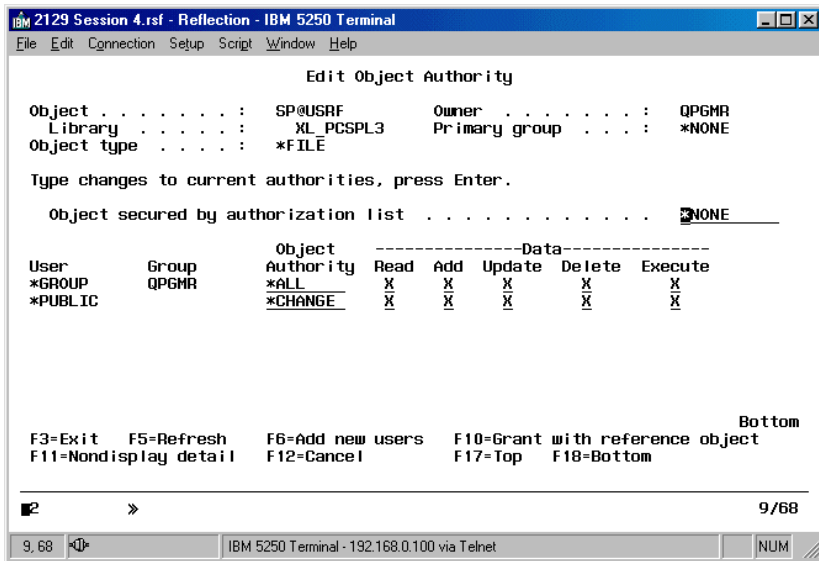 IBM 2129 Session 4.rsf - Reflection - IBM 5250 Terminal
File Edit Connection Setup Script Window Help
Edit Object Authority
Object . . . . . . . : SP@USRF Owner . . . . . . . : QPGMR
Library . . . . . : XL_PCSPL3 Primary group . . . : *NONE
Object type . . . . : *FILE
Type changes to current authorities, press Enter.
Object secured by authorization list . . . . . . . . . . . . *NONE
Object ---------------Data---------------
User Group Authority Read Add Update Delete Execute
*GROUP QPGMR *ALL X X X X X
*PUBLIC *CHANGE X X X X X
Bottom
F3=Exit F5=Refresh F6=Add new users F10=Grant with reference object
F11=Nondisplay detail F12=Cancel F17=Top F18=Bottom
2 » 9/68
9, 68 IBM 5250 Terminal - 192.168.0.100 via Telnet NUM